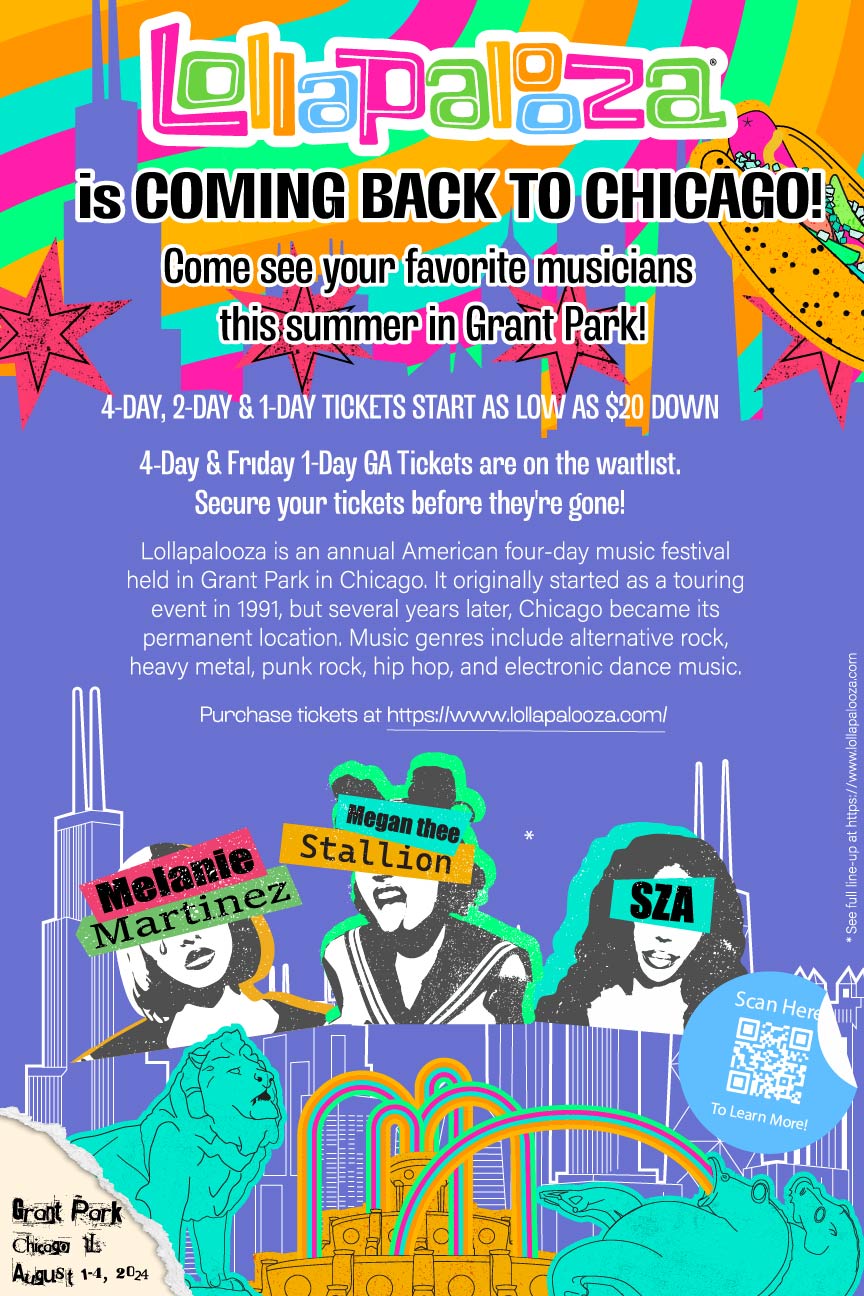 Lollapalooza®
is COMING BACK TO CHICAGO!
Come see your favorite musicians
this summer in Grant Park!
4-DAY, 2-DAY & 1-DAY TICKETS START AS LOW AS $20 DOWN
4-Day & Friday 1-Day GA Tickets are on the waitlist.
Secure your tickets before they're gone!
Lollapalooza is an annual American four-day music festival
held in Grant Park in Chicago. It originally started as a touring
event in 1991, but several years later, Chicago became its
permanent location. Music genres include alternative rock,
heavy metal, punk rock, hip hop, and electronic dance music.
Purchase tickets at https://www.lollapalooza.com/
Megan thee
Stallion
*
Melanie
Martinez
SZA
* See full line-up at https://www.lollapalooza.com
Scan Here
To Learn More!
Grant Park
Chicago IL
August 1-4, 2024